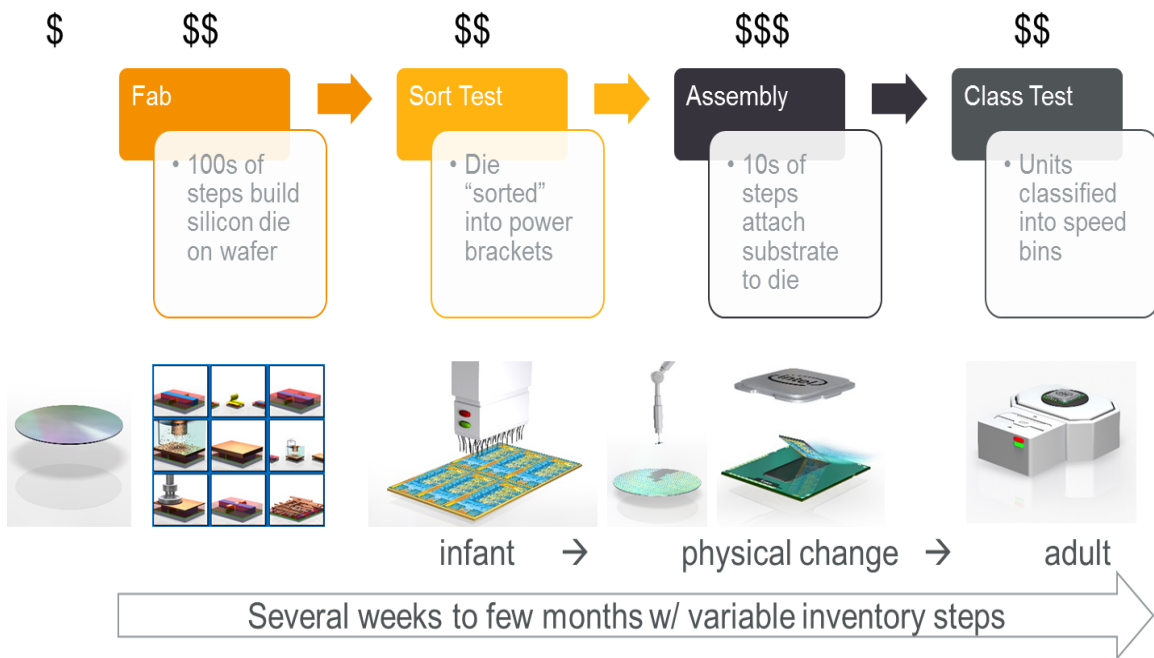 $ $$ $$ $$$ $$
Fab
Sort Test
Assembly
Class Test
• 100s of
steps build
silicon die
on wafer
• Die
“sorted”
into power
brackets
• 10s of
steps
attach
substrate
to die
• Units
classified
into speed
bins
intel
infant → physical change → adult
Several weeks to few months w/ variable inventory steps